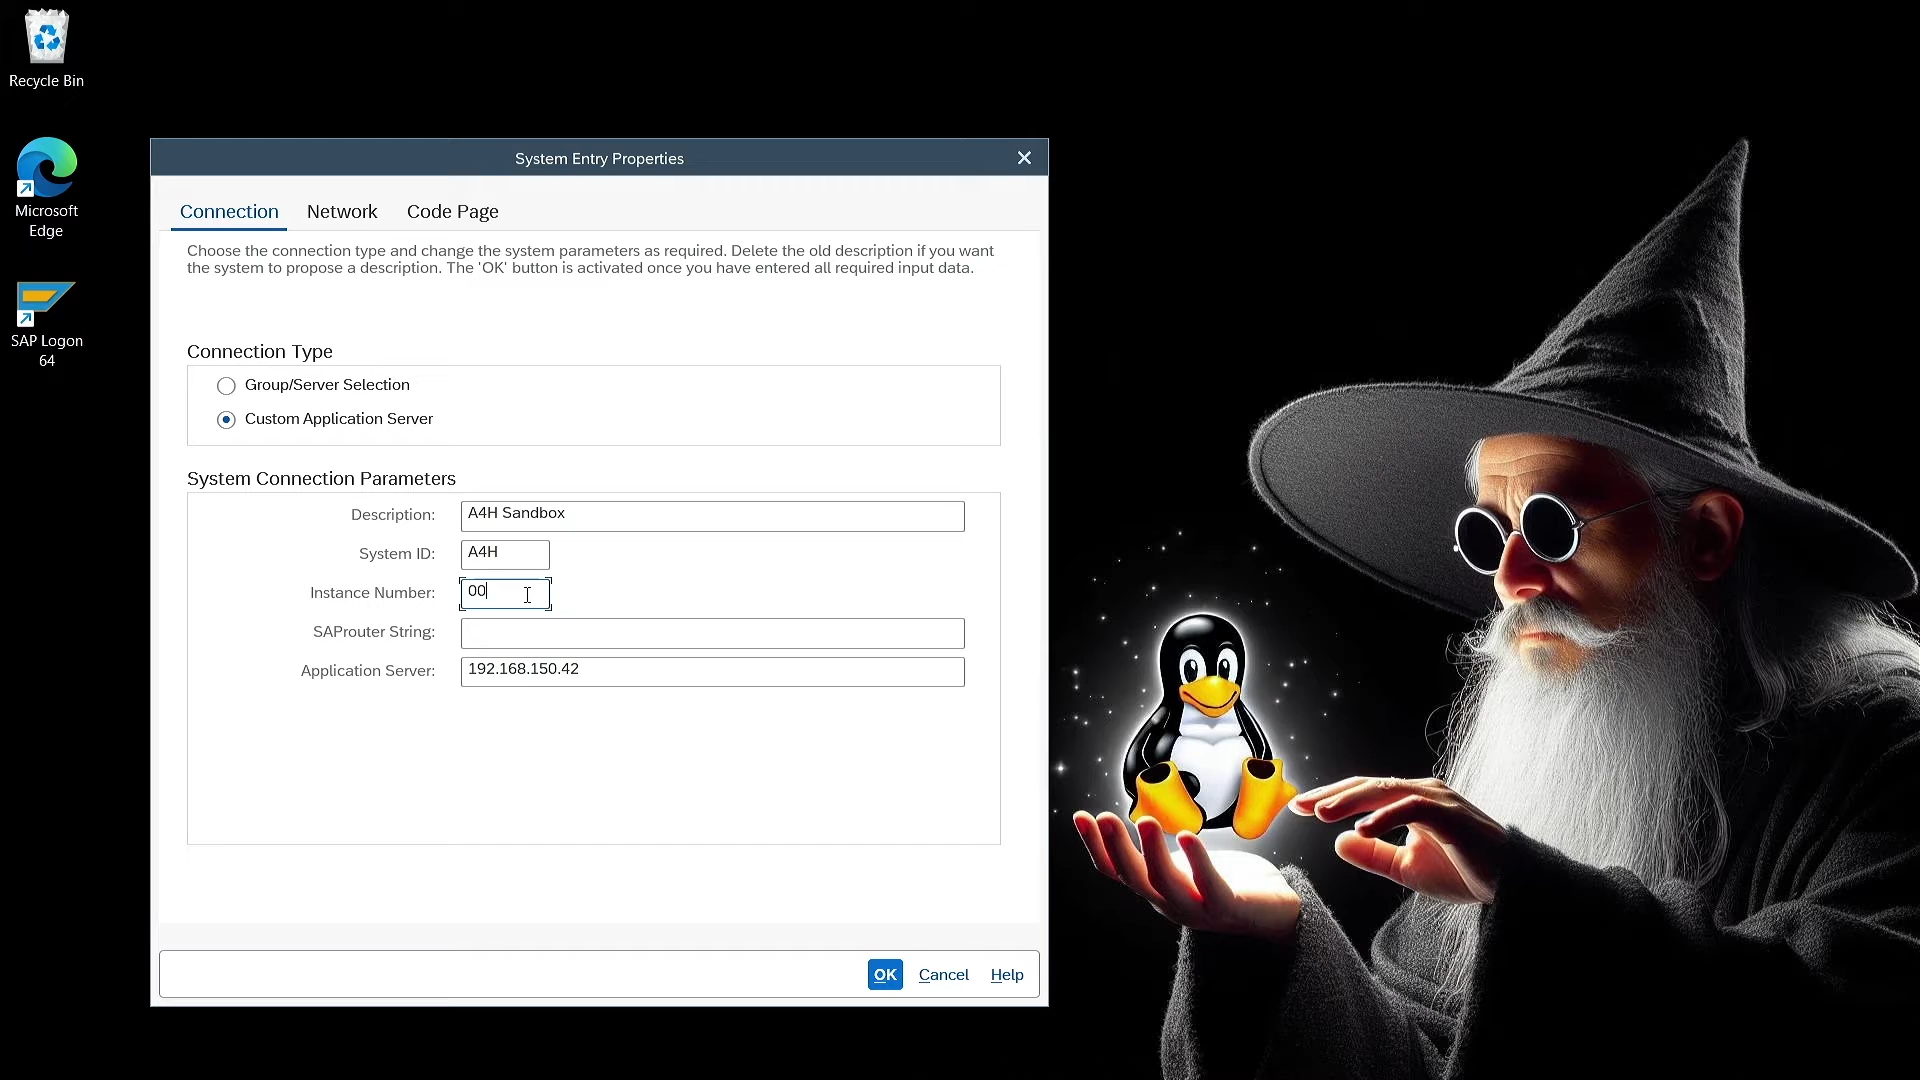 Recycle Bin
Microsoft
Edge
SAP Logon
64
System Entry Properties
Connection
Network
Code Page
Choose the connection type and change the system parameters as required. Delete the old description if you want
the system to propose a description. The 'OK' button is activated once you have entered all required input data.
Connection Type
Group/Server Selection
Custom Application Server
System Connection Parameters
Description: A4H Sandbox
System ID: A4H
Instance Number: 00
SAProuter String:
Application Server: 192.168.150.42
OK Cancel Help